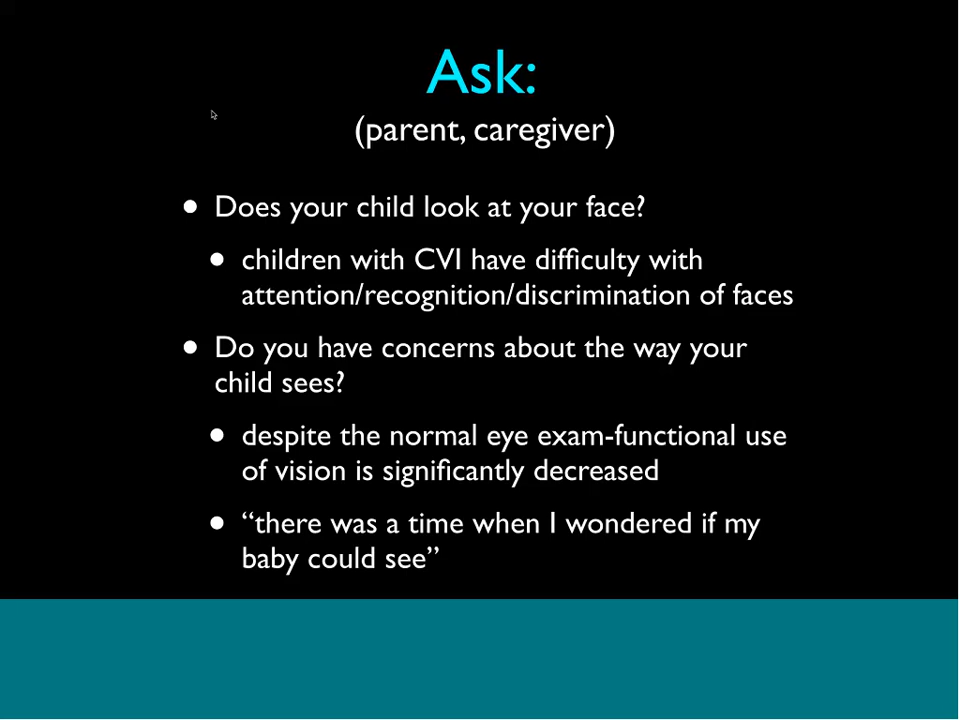 Ask:
(parent, caregiver)
• Does your child look at your face?
• children with CVI have difficulty with
attention/recognition/discrimination of faces
• Do you have concerns about the way your
child sees?
• despite the normal eye exam-functional use
of vision is significantly decreased
• “there was a time when I wondered if my
baby could see”